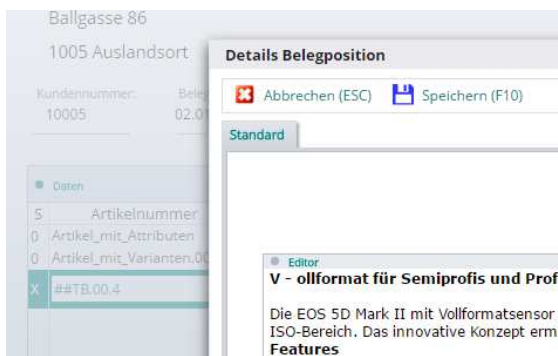 Ballgasse 86
1005 Auslandsort
Kundennummer:
10005
02.01
Details Belegposition
Abbrechen (ESC) Speichern (F10)
Standard
Daten
S Artikelnummer
0 Artikel_mit_Attributen
0 Artikel_mit_Varianten.00
X ##TB.00.4
Editor
V - ollformat für Semiprofis und Prof
Die EOS 5D Mark II mit Vollformatsensor
ISO-Bereich. Das innovative Konzept erm
Features